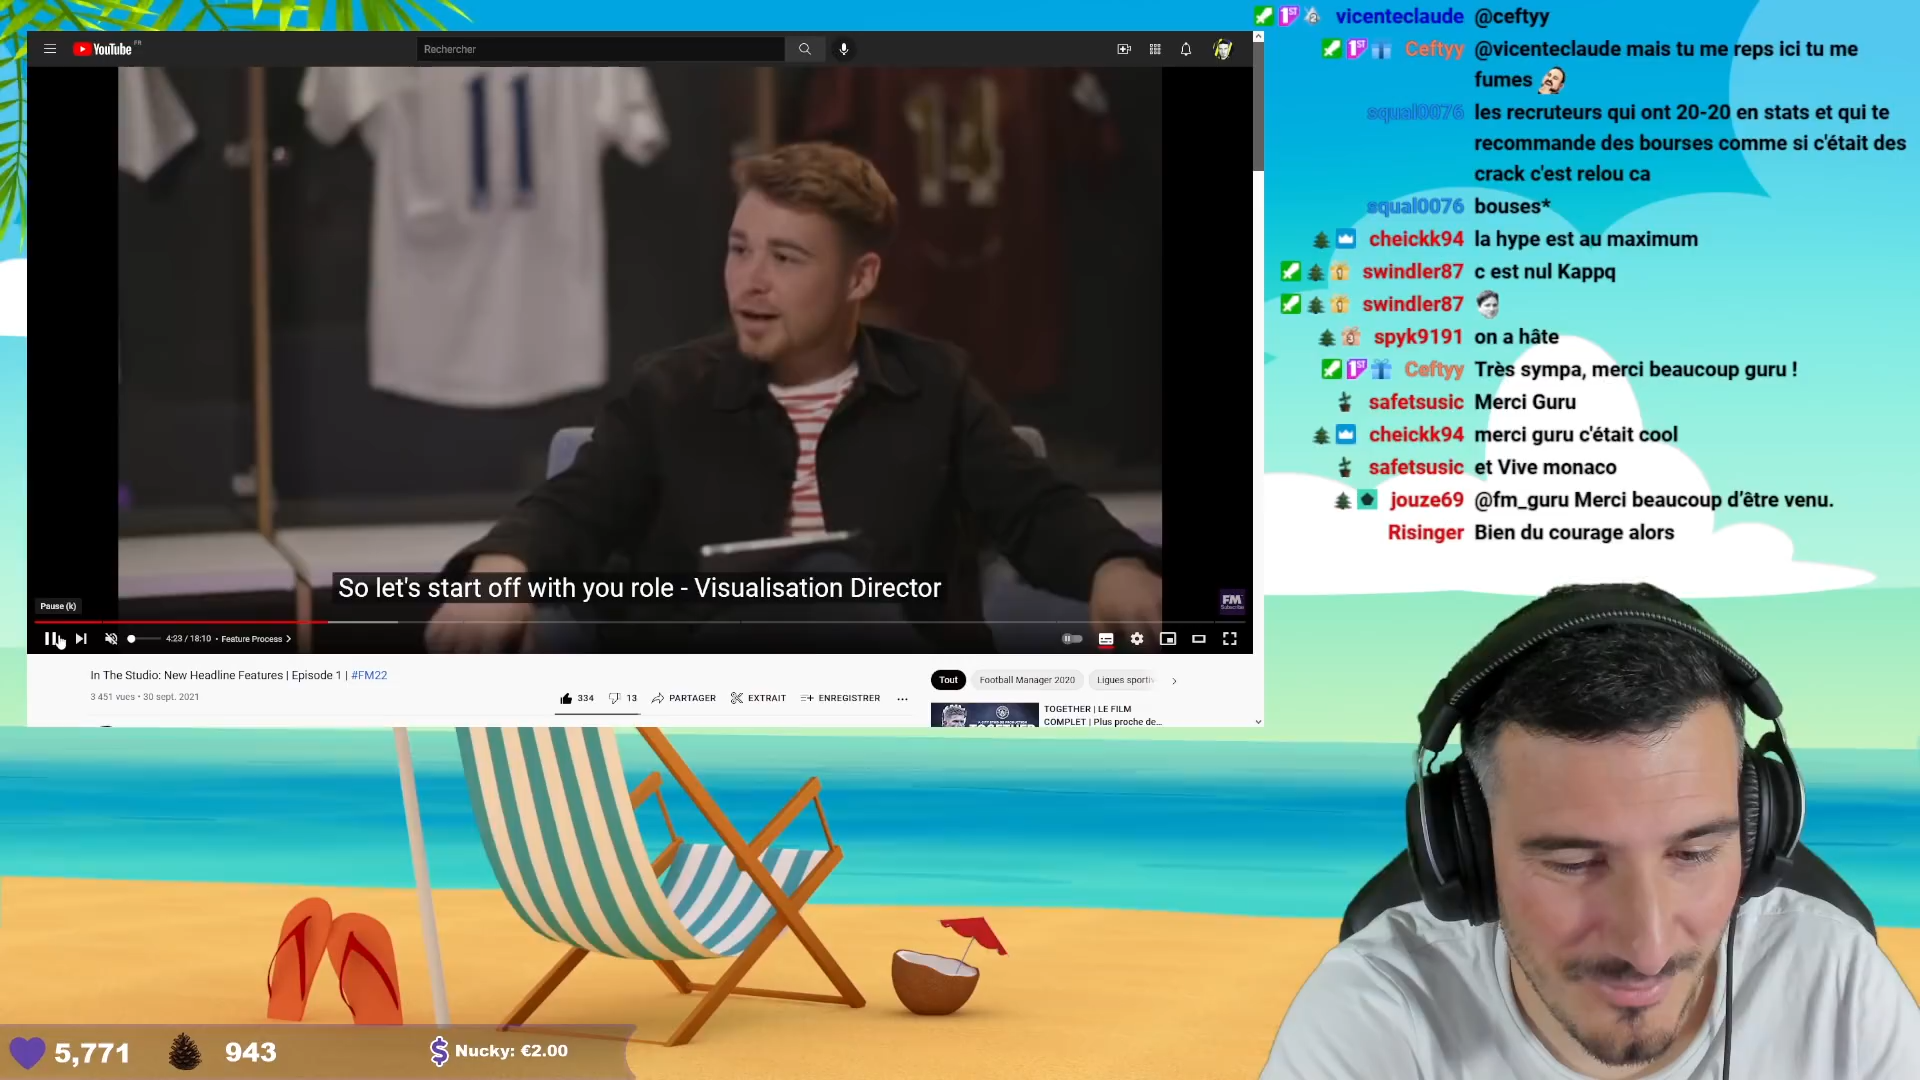 YouTube FR
Rechercher
So let's start off with you role - Visualisation Director
Pause (k)
FM
Subscribe
4:23 / 18:10 • Feature Process >
In The Studio: New Headline Features | Episode 1 | #FM22
3 451 vues • 30 sept. 2021
334
13
PARTAGER
EXTRAIT
ENREGISTRER
...
Tout
Football Manager 2020
Ligues sportiv
TOGETHER | LE FILM
COMPLET | Plus proche de...
TOGETHER
vicenteclaude @ceftyy
Ceftyy @vicenteclaude mais tu me reps ici tu me
fumes
squal0076 les recruteurs qui ont 20-20 en stats et qui te
recommande des bourses comme si c'était des
crack c'est relou ca
squal0076 bouses*
cheickk94 la hype est au maximum
swindler87 c est nul Kappq
swindler87
spyk9191 on a hâte
Ceftyy Très sympa, merci beaucoup guru !
safetsusic Merci Guru
cheickk94 merci guru c'était cool
safetsusic et Vive monaco
jouze69 @fm_guru Merci beaucoup d’être venu.
Risinger Bien du courage alors
5,771
943
$ Nucky: €2.00
11